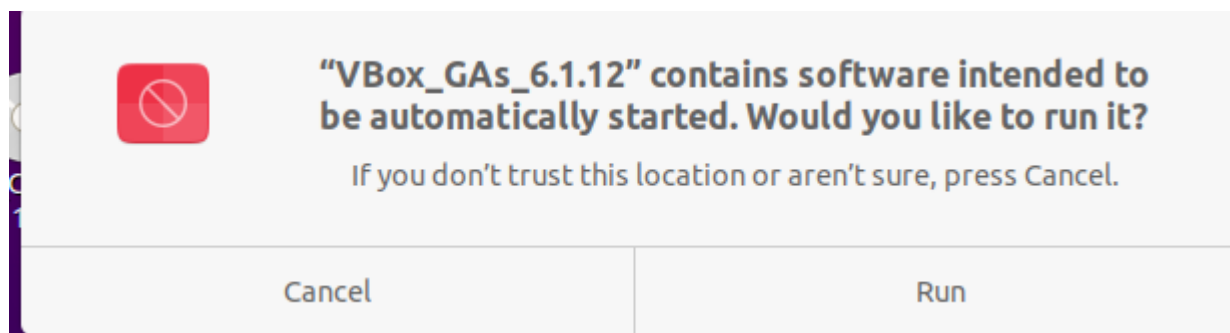 “VBox_GAs_6.1.12” contains software intended to
be automatically started. Would you like to run it?
If you don’t trust this location or aren’t sure, press Cancel.
Cancel
Run